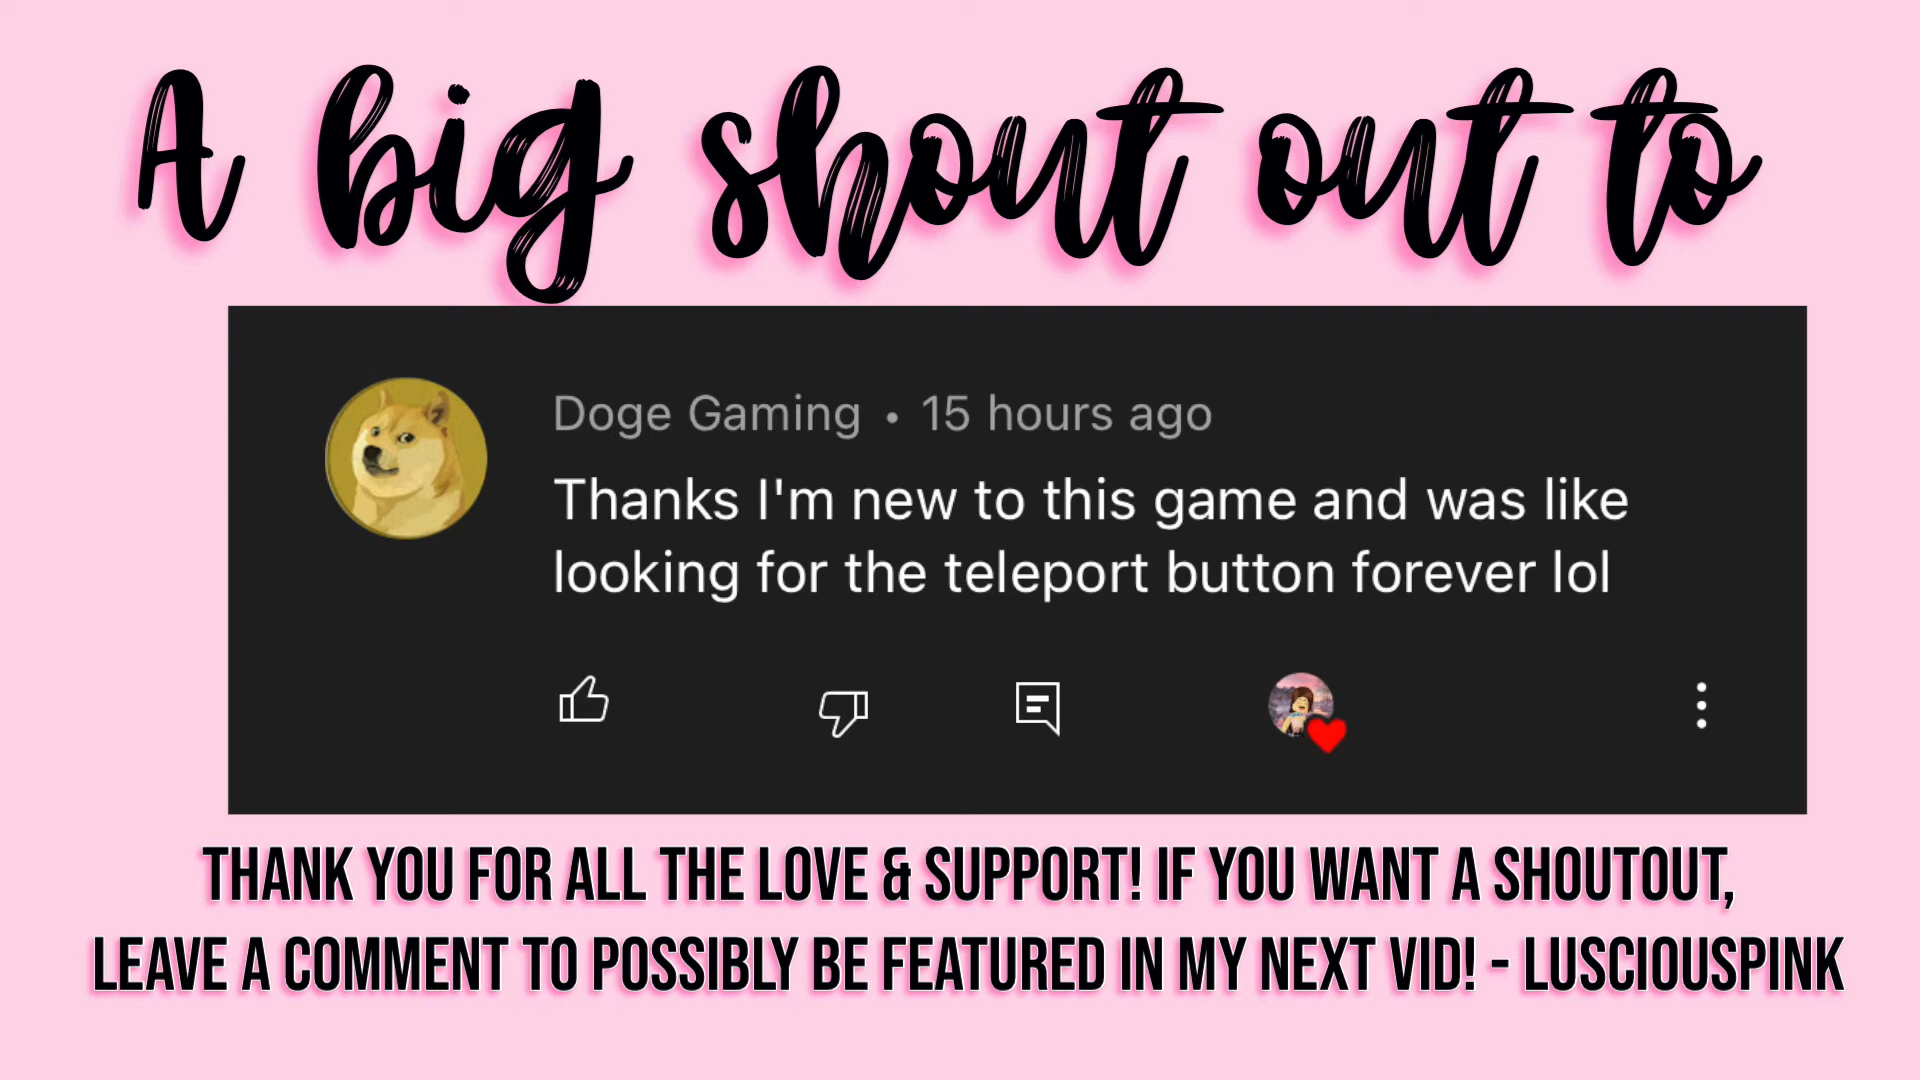 A big shout out to
Doge Gaming • 15 hours ago
Thanks I'm new to this game and was like
looking for the teleport button forever lol
THANK YOU FOR ALL THE LOVE & SUPPORT! IF YOU WANT A SHOUTOUT,
LEAVE A COMMENT TO POSSIBLY BE FEATURED IN MY NEXT VID! - LUSCIOUSPINK